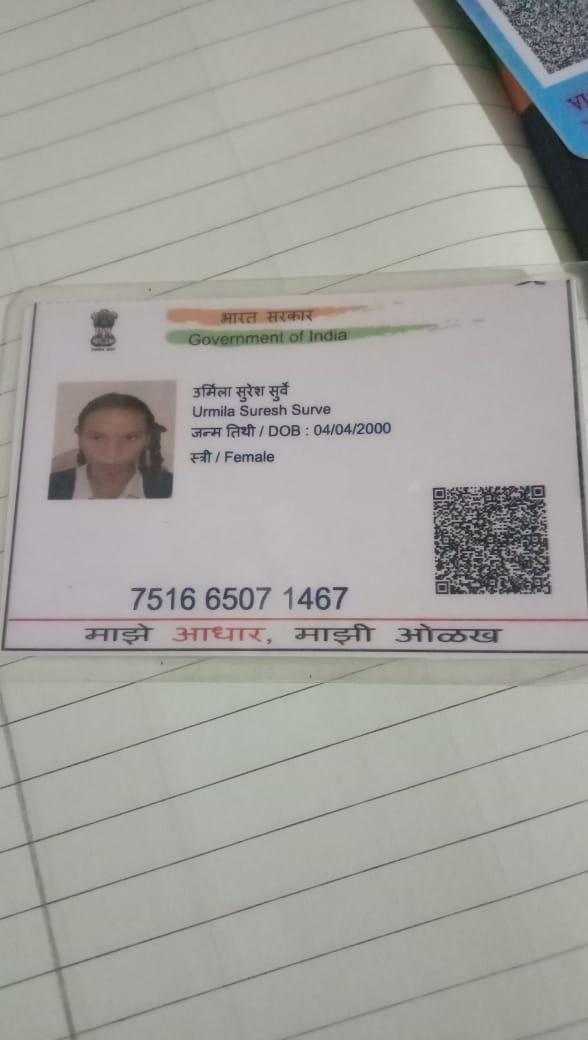 भारत सरकार
Government of India
उर्मिला सुरेश सुर्वे
Urmila Suresh Surve
जन्म तिथी / DOB : 04/04/2000
स्त्री / Female
7516 6507 1467
माझे आधार, माझी ओळख